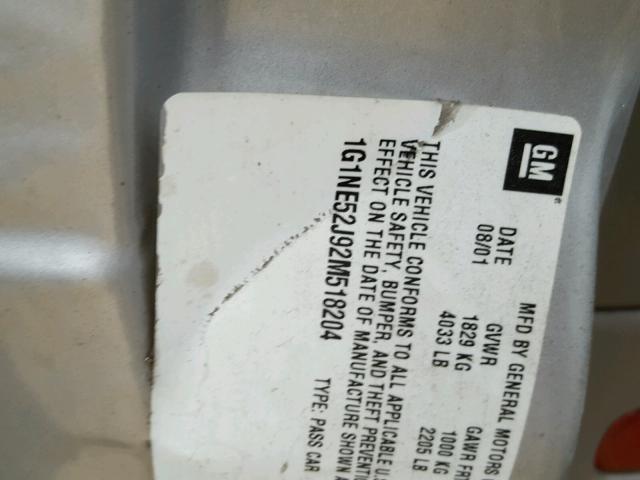 GM
®
MFD BY GENERAL MOTORS
DATE GVWR GAWR FR
08/01 1829 KG 1000 KG
4033 LB 2205 LB
THIS VEHICLE CONFORMS TO ALL APPLICABLE U.S
VEHICLE SAFETY, BUMPER, AND THEFT PREVENTI
EFFECT ON THE DATE OF MANUFACTURE SHOWN A
1G1NE52J92M518204 TYPE: PASS CAR